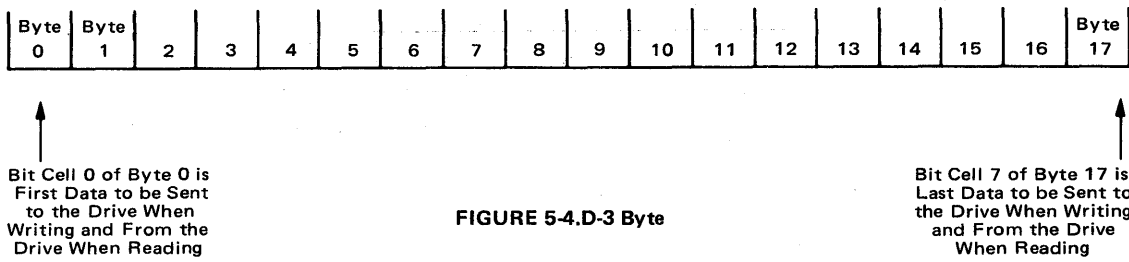 Byte Byte Byte
0 1 2 3 4 5 6 7 8 9 10 11 12 13 14 15 16 17
Bit Cell 0 of Byte 0 is
First Data to be Sent
to the Drive When
Writing and From the
Drive When Reading
FIGURE 5-4.D-3 Byte
Bit Cell 7 of Byte 17 is
Last Data to be Sent to
the Drive When Writing
and From the Drive
When Reading